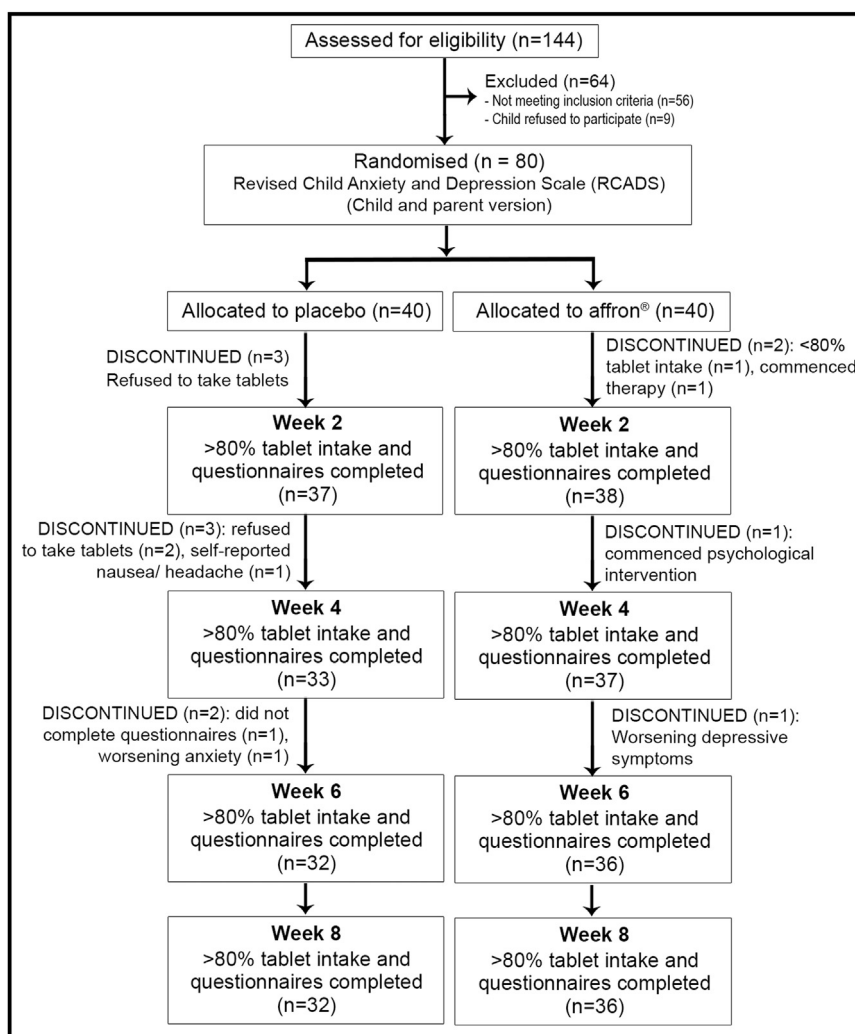 Assessed for eligibility (n=144)
Excluded (n=64)
- Not meeting inclusion criteria (n=56)
- Child refused to participate (n=9)
Randomised (n = 80)
Revised Child Anxiety and Depression Scale (RCADS)
(Child and parent version)
Allocated to placebo (n=40)
Allocated to affron® (n=40)
DISCONTINUED (n=3)
Refused to take tablets
DISCONTINUED (n=2): <80%
tablet intake (n=1), commenced
therapy (n=1)
Week 2
>80% tablet intake and
questionnaires completed
(n=37)
Week 2
>80% tablet intake and
questionnaires completed
(n=38)
DISCONTINUED (n=3): refused
to take tablets (n=2), self-reported
nausea/ headache (n=1)
DISCONTINUED (n=1):
commenced psychological
intervention
Week 4
>80% tablet intake and
questionnaires completed
(n=33)
Week 4
>80% tablet intake and
questionnaires completed
(n=37)
DISCONTINUED (n=2): did not
complete questionnaires (n=1),
worsening anxiety (n=1)
DISCONTINUED (n=1):
Worsening depressive
symptoms
Week 6
>80% tablet intake and
questionnaires completed
(n=32)
Week 6
>80% tablet intake and
questionnaires completed
(n=36)
Week 8
>80% tablet intake and
questionnaires completed
(n=32)
Week 8
>80% tablet intake and
questionnaires completed
(n=36)